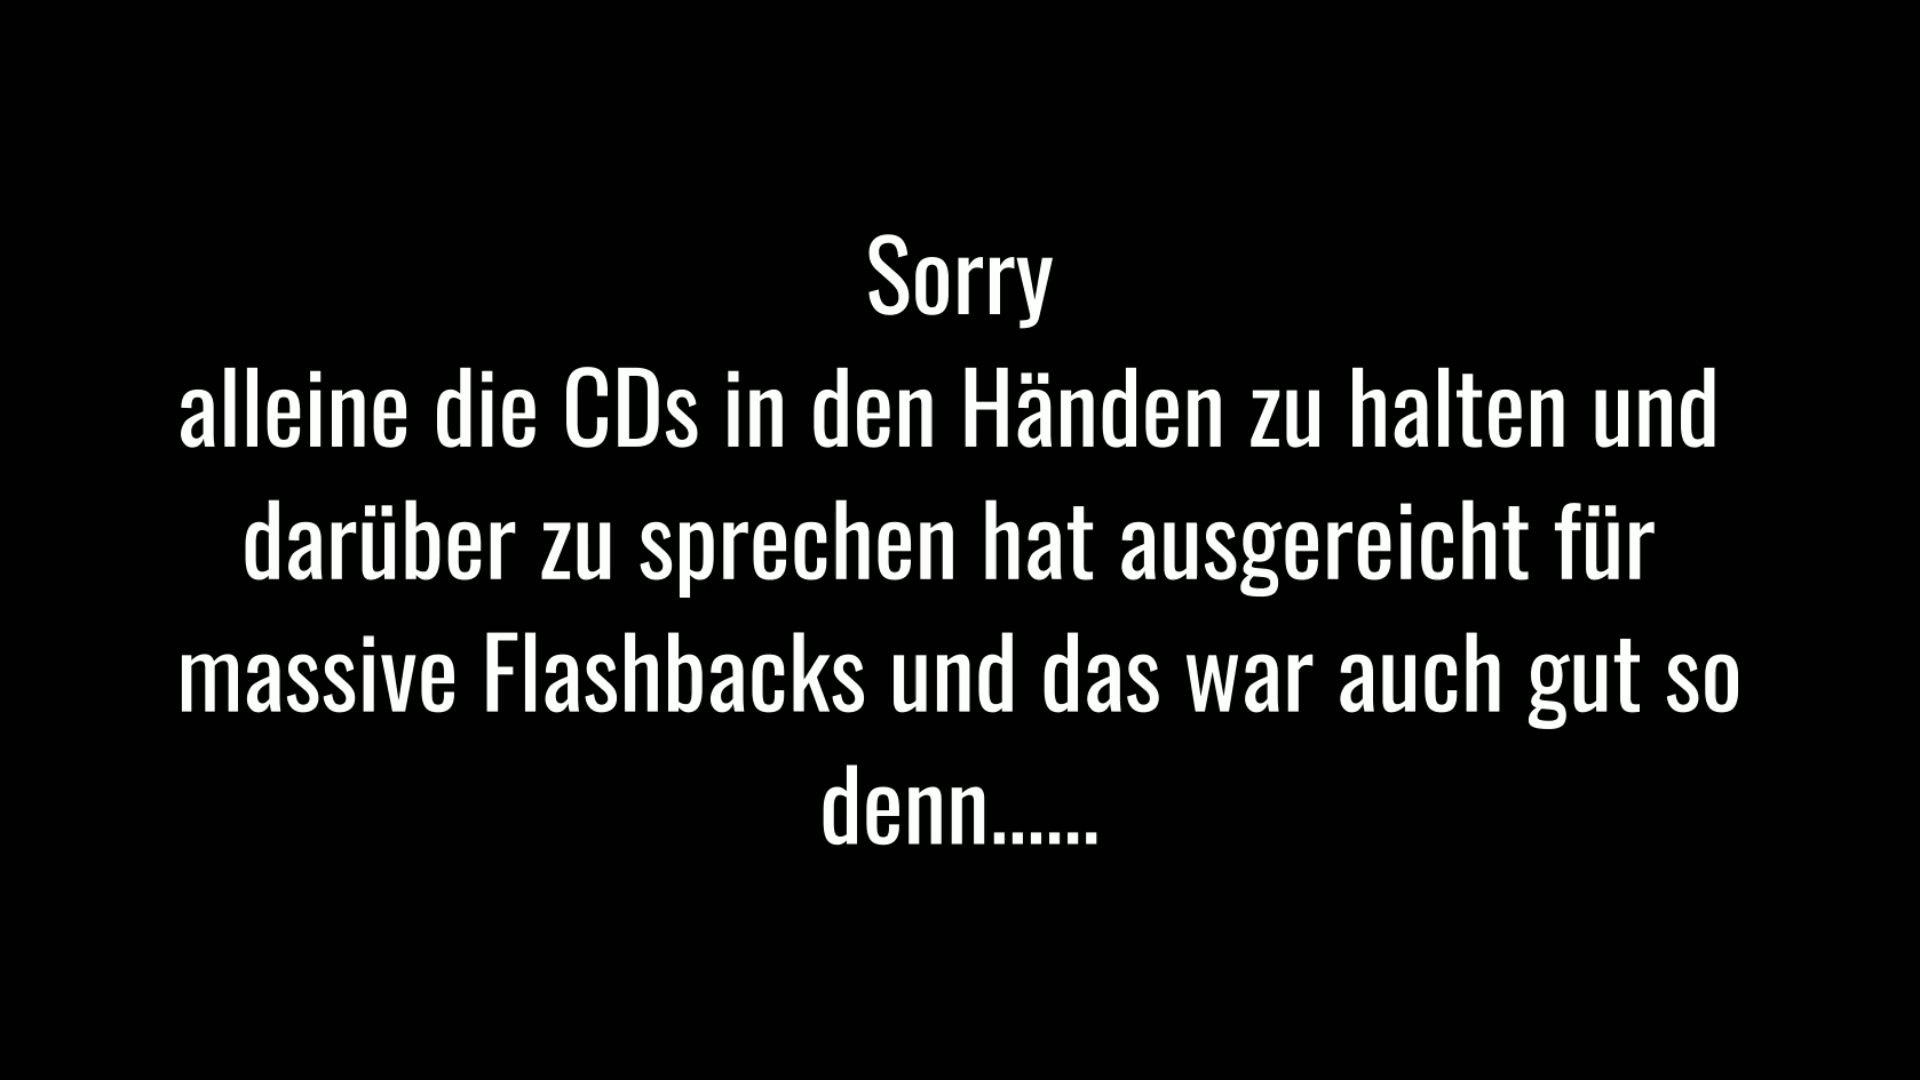 Sorry
alleine die CDs in den Händen zu halten und
darüber zu sprechen hat ausgereicht für
massive Flashbacks und das war auch gut so
denn......